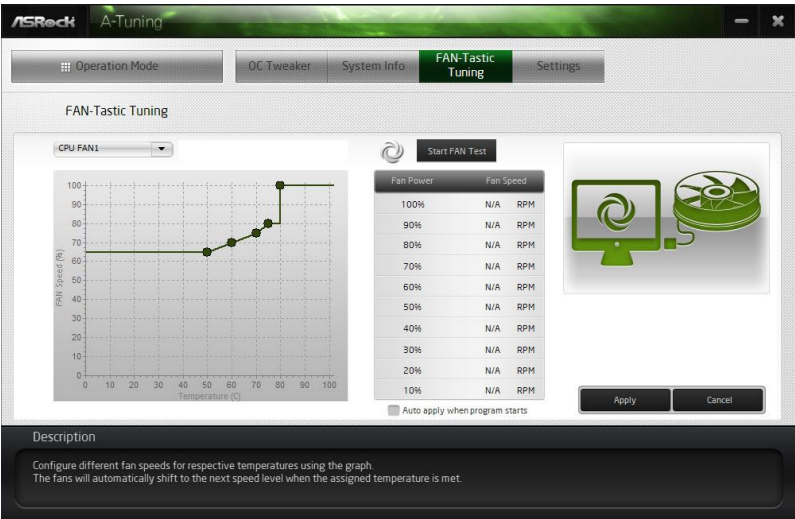 ASRock A-Tuning
Operation Mode OC Tweaker System Info FAN-Tastic Tuning Settings
FAN-Tastic Tuning
CPU FAN1
Start FAN Test
Fan Power Fan Speed
100% N/A RPM
90% N/A RPM
80% N/A RPM
70% N/A RPM
60% N/A RPM
50% N/A RPM
40% N/A RPM
30% N/A RPM
20% N/A RPM
10% N/A RPM
FAN Speed (%)
100
90
80
70
60
50
40
30
20
10
0
0 10 20 30 40 50 60 70 80 90 100
Temperature (C)
Auto apply when program starts
Apply Cancel
Description
Configure different fan speeds for respective temperatures using the graph.
The fans will automatically shift to the next speed level when the assigned temperature is met.